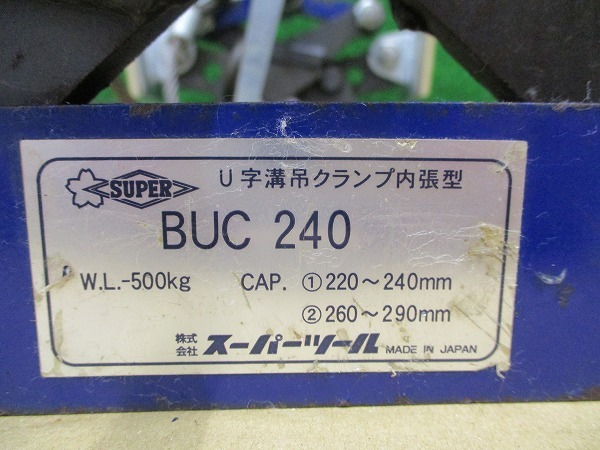 SUPER U字溝吊クランプ内張型
BUC 240
W.L.-500kg CAP. ①220～240mm
②260～290mm
株式会社 スーパーツール MADE IN JAPAN